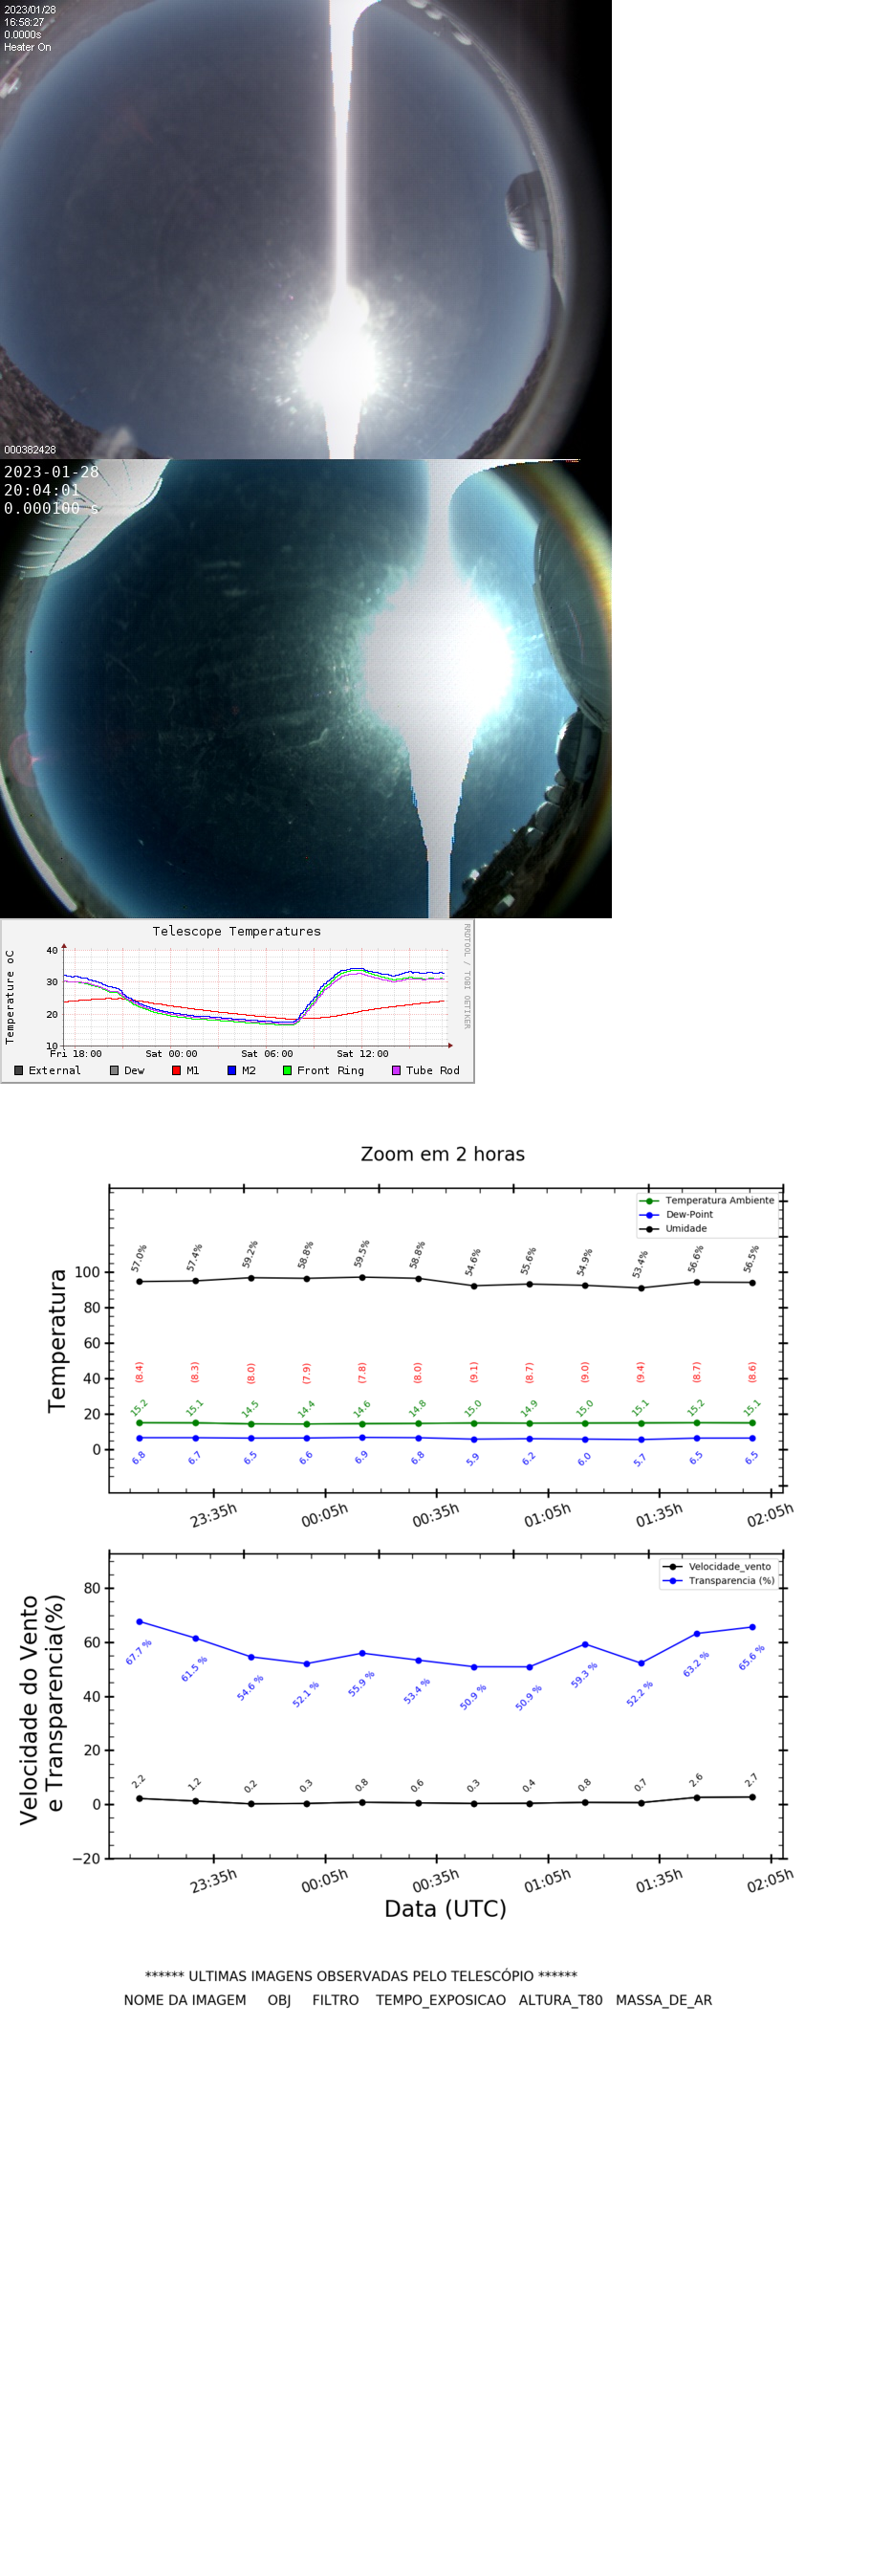 2023/01/28
16:58:27
0.0000s
Heater On
000382428
2023-01-28
20:04:01
0.000100 s
Telescope Temperatures
RRDTOOL / TOBI OETIKER
Temperature oC
40
30
20
10
Fri 18:00 Sat 00:00 Sat 06:00 Sat 12:00
External Dew M1 M2 Front Ring Tube Rod
Zoom em 2 horas
Temperatura Ambiente
Dew-Point
Umidade
Temperatura
100
80
60
40
20
0
57.0% 57.4% 59.2% 58.8% 59.5% 58.8% 54.6% 55.6% 54.9% 53.4% 56.6% 56.5%
(8.4) (8.3) (8.0) (7.9) (7.8) (8.0) (9.1) (8.7) (9.0) (9.4) (8.7) (8.6)
15.2 15.1 14.5 14.4 14.6 14.8 15.0 14.9 15.0 15.1 15.2 15.1
6.8 6.7 6.5 6.6 6.9 6.8 5.9 6.2 6.0 5.7 6.5 6.5
23:35h 00:05h 00:35h 01:05h 01:35h 02:05h
Velocidade_vento
Transparencia (%)
Velocidade do Vento
e Transparencia(%)
80
60
40
20
0
−20
67.7 % 61.5 % 54.6 % 52.1 % 55.9 % 53.4 % 50.9 % 50.9 % 59.3 % 52.2 % 63.2 % 65.6 %
2.2 1.2 0.2 0.3 0.8 0.6 0.3 0.4 0.8 0.7 2.6 2.7
23:35h 00:05h 00:35h 01:05h 01:35h 02:05h
Data (UTC)
****** ULTIMAS IMAGENS OBSERVADAS PELO TELESCÓPIO ******
NOME DA IMAGEM OBJ FILTRO TEMPO_EXPOSICAO ALTURA_T80 MASSA_DE_AR